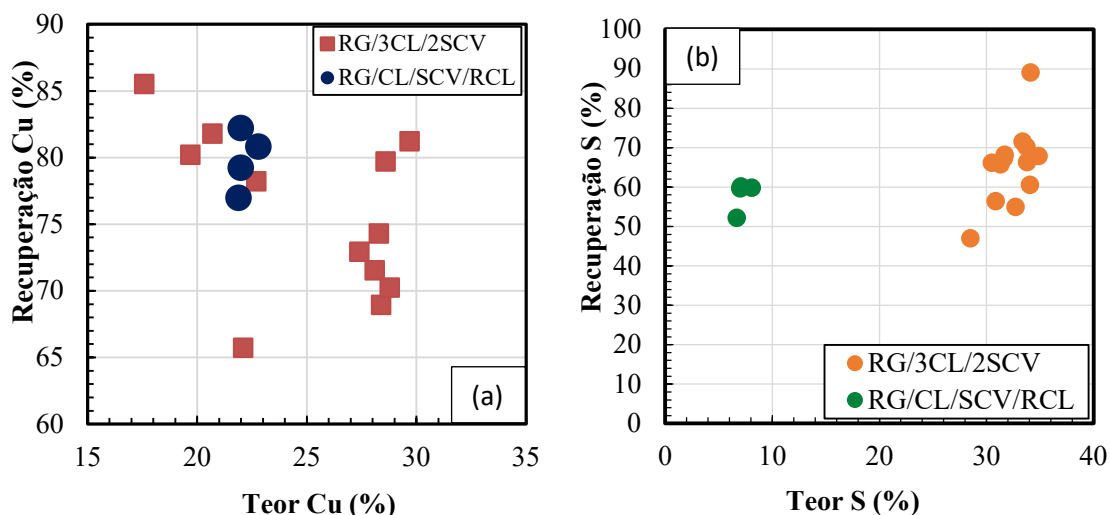 90
85
80
75
70
65
60
15
20
25
30
35
Recuperação Cu (%)
Teor Cu (%)
RG/3CL/2SCV
RG/CL/SCV/RCL
(a)
100
90
80
70
60
50
40
30
20
10
0
0
10
20
30
40
Recuperação S (%)
Teor S (%)
(b)
RG/3CL/2SCV
RG/CL/SCV/RCL